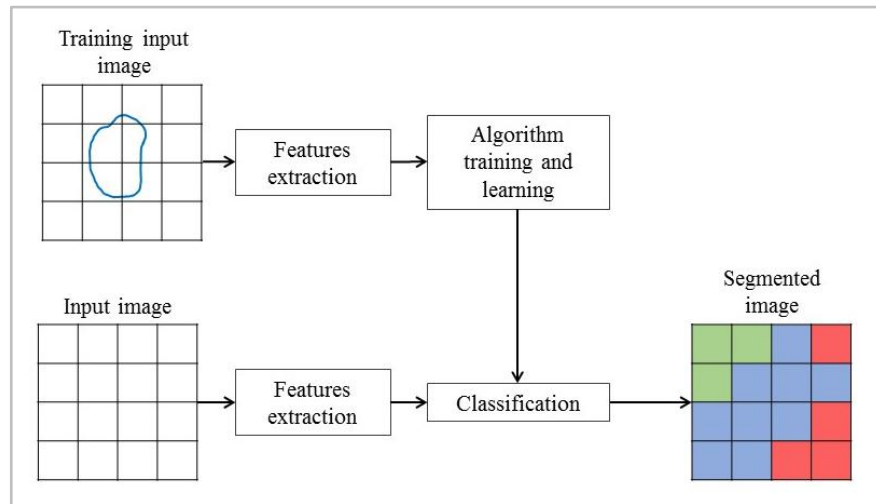 Training input
image
Features
extraction
Algorithm
training and
learning
Input image
Features
extraction
Classification
Segmented
image